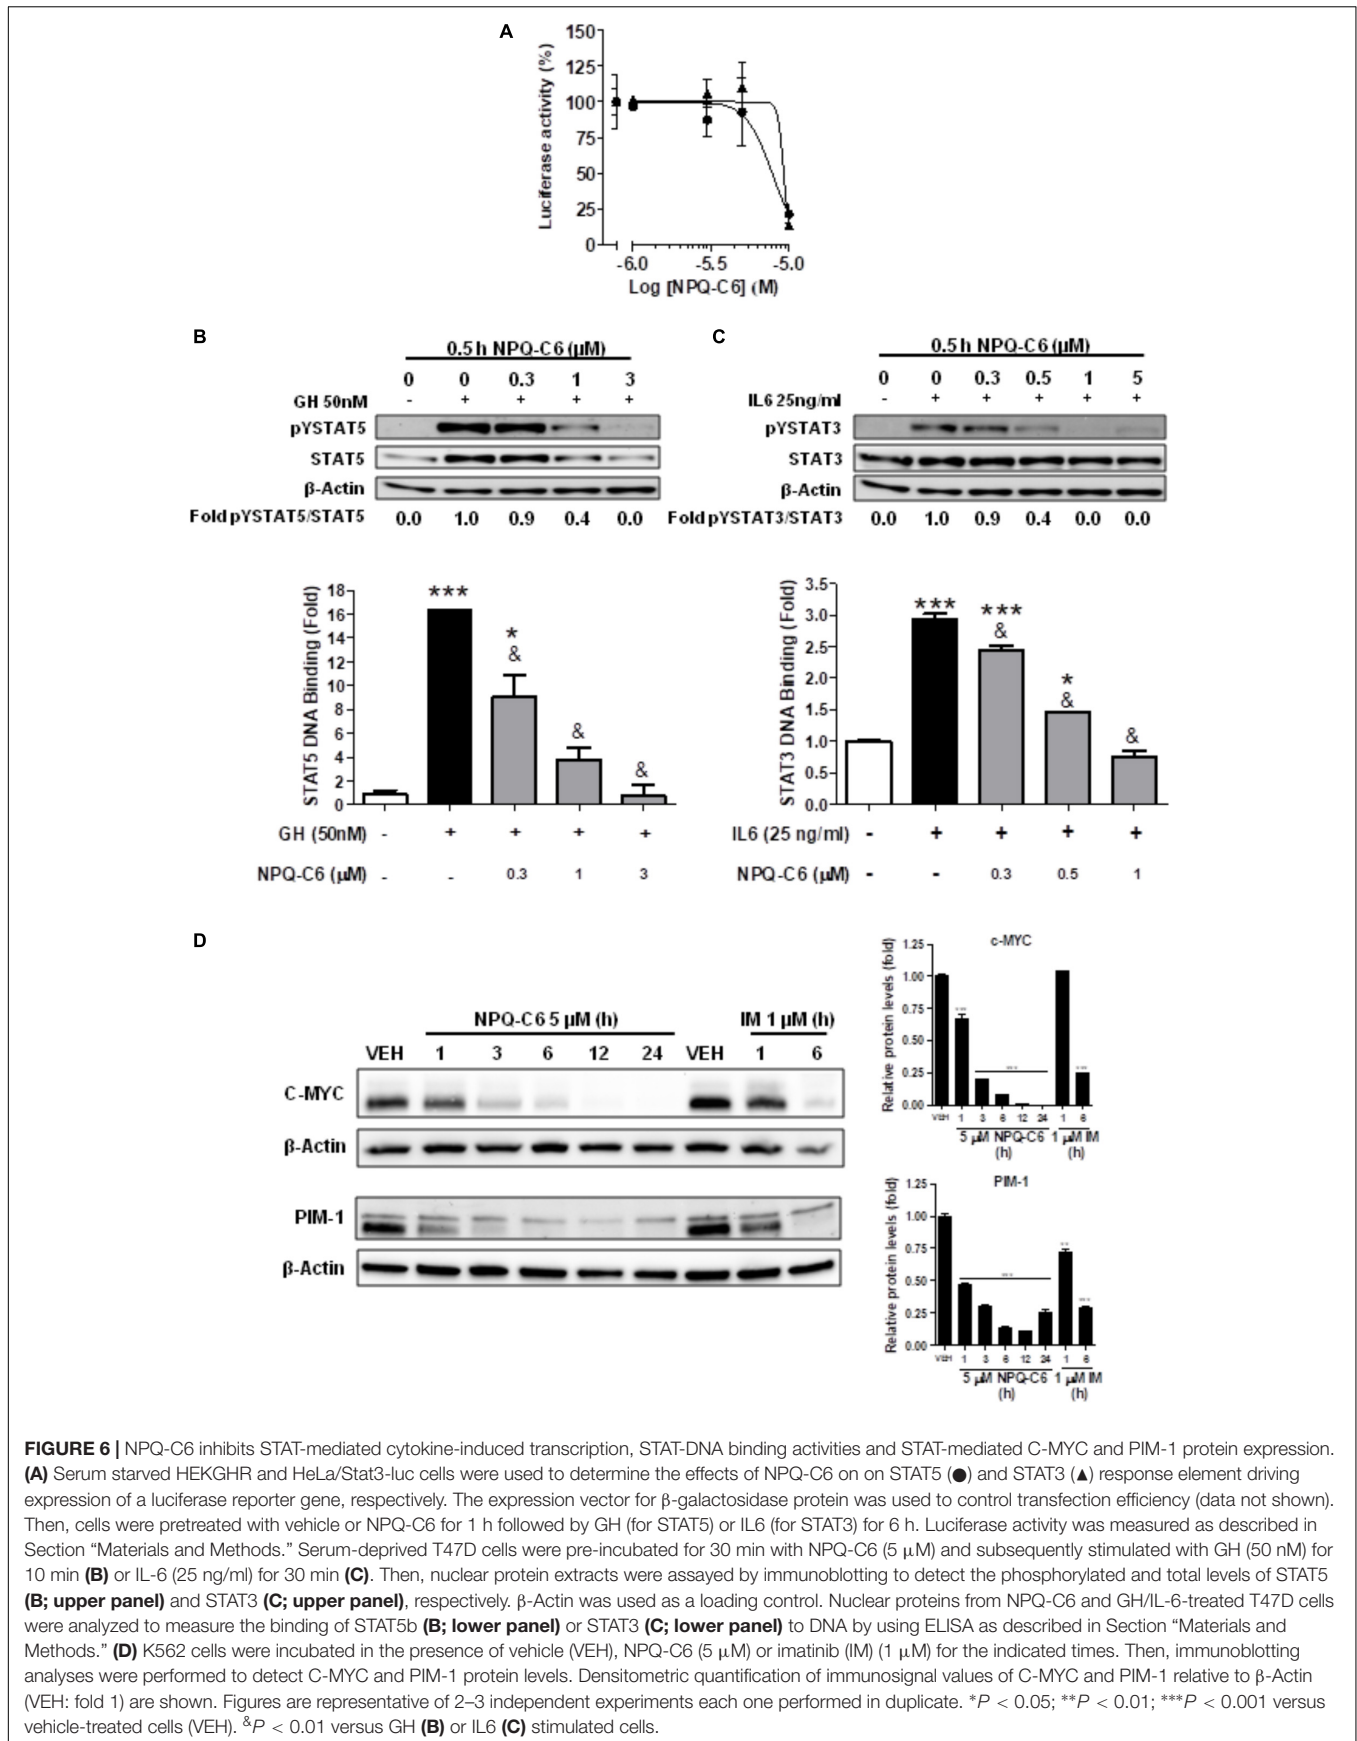 A
Luciferase activity (%)
150
125
100
75
50
25
0
-6.0 -5.5 -5.0
Log [NPQ-C6] (M)
B
0.5 h NPQ-C6 (µM)
0 0 0.3 1 3
GH 50nM - + + + +
pYSTAT5
STAT5
β-Actin
Fold pYSTAT5/STAT5 0.0 1.0 0.9 0.4 0.0
STAT5 DNA Binding (Fold)
18
16
14
12
10
8
6
4
2
0
***
*
&
&
&
GH (50nM) - + + + +
NPQ-C6 (µM) - - 0.3 1 3
C
0.5 h NPQ-C6 (µM)
0 0 0.3 0.5 1 5
IL6 25ng/ml - + + + + +
pYSTAT3
STAT3
β-Actin
Fold pYSTAT3/STAT3 0.0 1.0 0.9 0.4 0.0 0.0
STAT3 DNA Binding (Fold)
3.5
3.0
2.5
2.0
1.5
1.0
0.5
0.0
***
***
&
*
&
&
IL6 (25 ng/ml) - + + + +
NPQ-C6 (µM) - - 0.3 0.5 1
D
NPQ-C6 5 µM (h) IM 1 µM (h)
VEH 1 3 6 12 24 VEH 1 6
C-MYC
β-Actin
PIM-1
β-Actin
c-MYC
Relative protein levels (fold)
1.25
1.00
0.75
0.50
0.25
0.00
***
***
***
VEH 1 3 6 12 24 1 6
5 µM NPQ-C6 1 µM IM
(h) (h)
PIM-1
Relative protein levels (fold)
1.25
1.00
0.75
0.50
0.25
0.00
***
**
***
VEH 1 3 6 12 24 1 6
5 µM NPQ-C6 1 µM IM
(h) (h)
FIGURE 6 | NPQ-C6 inhibits STAT-mediated cytokine-induced transcription, STAT-DNA binding activities and STAT-mediated C-MYC and PIM-1 protein expression.
(A) Serum starved HEKGHR and HeLa/Stat3-luc cells were used to determine the effects of NPQ-C6 on on STAT5 (●) and STAT3 (▲) response element driving
expression of a luciferase reporter gene, respectively. The expression vector for β-galactosidase protein was used to control transfection efficiency (data not shown).
Then, cells were pretreated with vehicle or NPQ-C6 for 1 h followed by GH (for STAT5) or IL6 (for STAT3) for 6 h. Luciferase activity was measured as described in
Section “Materials and Methods.” Serum-deprived T47D cells were pre-incubated for 30 min with NPQ-C6 (5 µM) and subsequently stimulated with GH (50 nM) for
10 min (B) or IL-6 (25 ng/ml) for 30 min (C). Then, nuclear protein extracts were assayed by immunoblotting to detect the phosphorylated and total levels of STAT5
(B; upper panel) and STAT3 (C; upper panel), respectively. β-Actin was used as a loading control. Nuclear proteins from NPQ-C6 and GH/IL-6-treated T47D cells
were analyzed to measure the binding of STAT5b (B; lower panel) or STAT3 (C; lower panel) to DNA by using ELISA as described in Section “Materials and
Methods.” (D) K562 cells were incubated in the presence of vehicle (VEH), NPQ-C6 (5 µM) or imatinib (IM) (1 µM) for the indicated times. Then, immunoblotting
analyses were performed to detect C-MYC and PIM-1 protein levels. Densitometric quantification of immunosignal values of C-MYC and PIM-1 relative to β-Actin
(VEH: fold 1) are shown. Figures are representative of 2–3 independent experiments each one performed in duplicate. *P < 0.05; **P < 0.01; ***P < 0.001 versus
vehicle-treated cells (VEH). &P < 0.01 versus GH (B) or IL6 (C) stimulated cells.